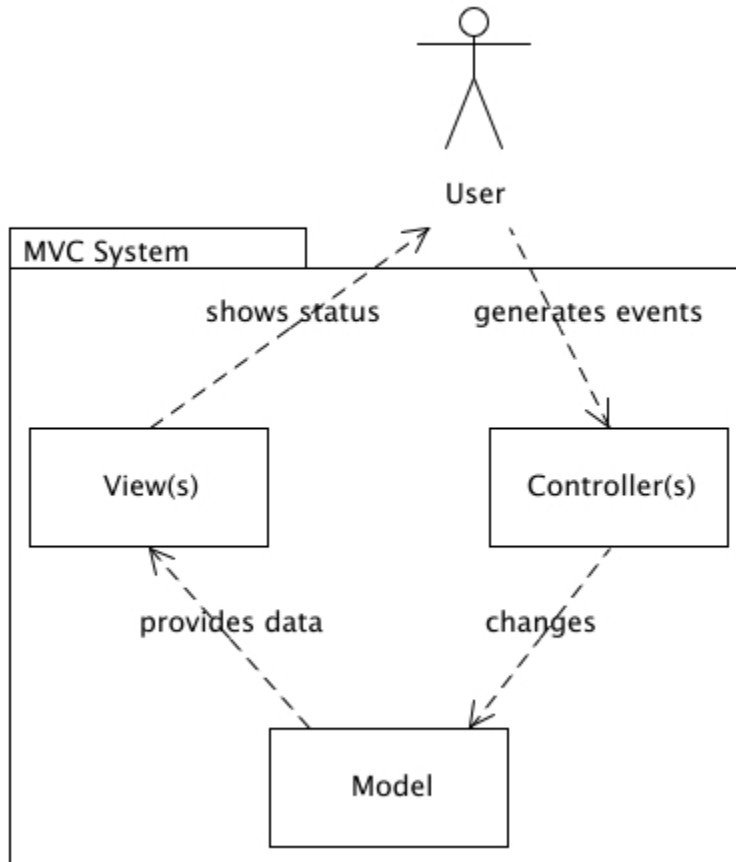 User
MVC System
shows status
generates events
View(s)
Controller(s)
provides data
changes
Model